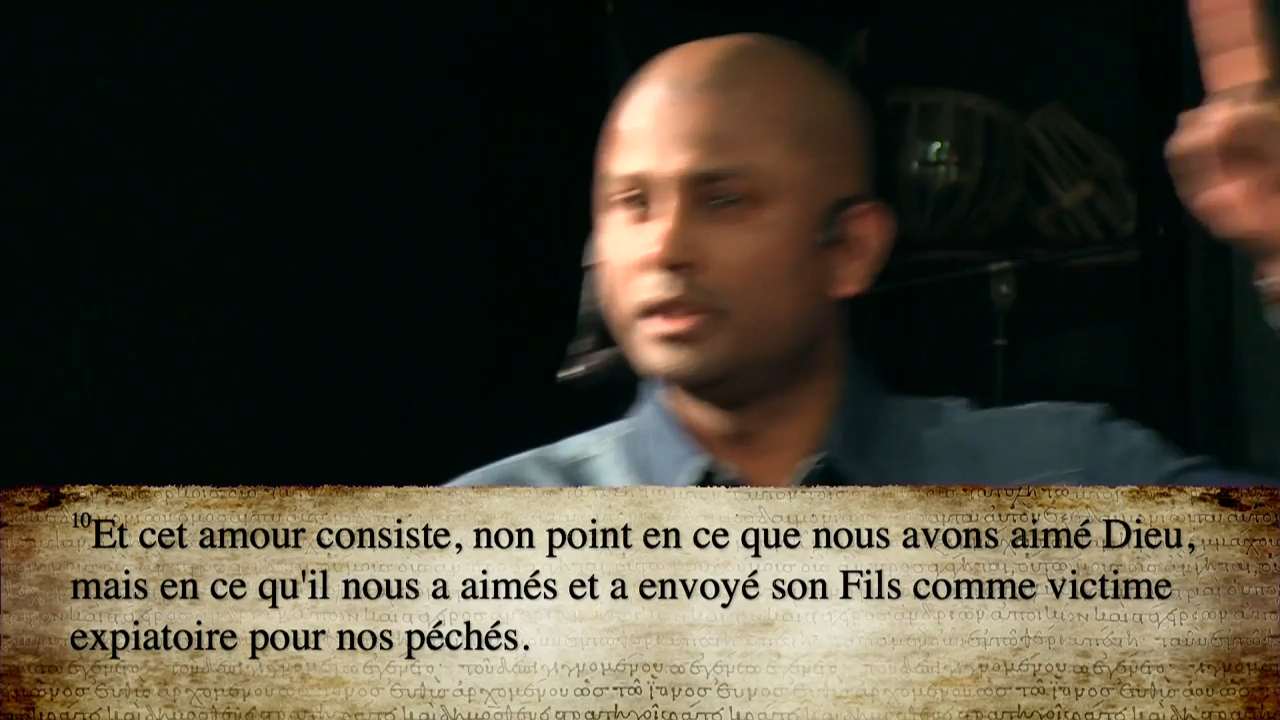 ¹⁰Et cet amour consiste, non point en ce que nous avons aimé Dieu,
mais en ce qu'il nous a aimés et a envoyé son Fils comme victime
expiatoire pour nos péchés.